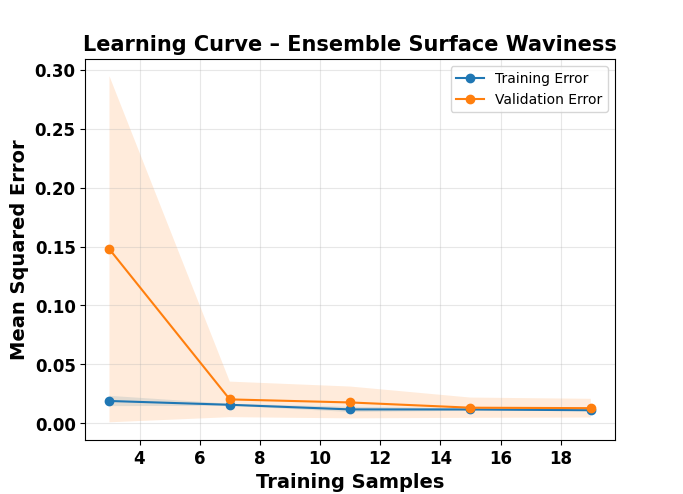 Learning Curve – Ensemble Surface Waviness
Training Error
Validation Error
Mean Squared Error
0.30
0.25
0.20
0.15
0.10
0.05
0.00
4 6 8 10 12 14 16 18
Training Samples